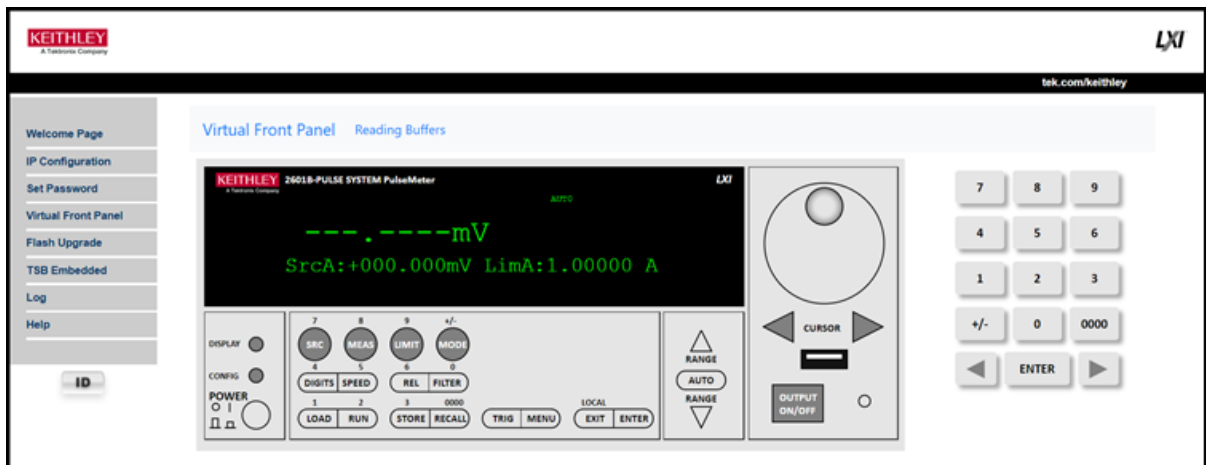 KEITHLEY
A Tektronix Company
LXI
tek.com/keithley
Welcome Page
IP Configuration
Set Password
Virtual Front Panel
Flash Upgrade
TSB Embedded
Log
Help
ID
Virtual Front Panel Reading Buffers
KEITHLEY 2601B-PULSE SYSTEM PulseMeter LXI
A Tektronix Company
AUTO
---.----mV
SrcA:+000.000mV LimA:1.00000 A
DISPLAY
CONFIG
POWER
O I
7 8 9 +/-
SRC MEAS LIMIT MODE
4 5 6 0
DIGITS SPEED REL FILTER
1 2 3 0000 LOCAL
LOAD RUN STORE RECALL TRIG MENU EXIT ENTER
RANGE
AUTO
RANGE
CURSOR
OUTPUT
ON/OFF
7 8 9
4 5 6
1 2 3
+/- 0 0000
ENTER